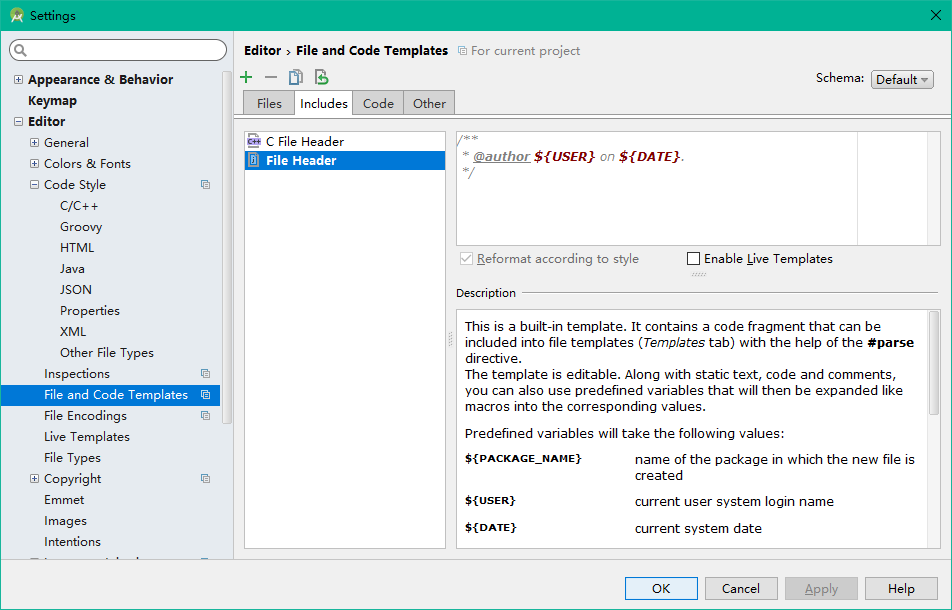 Settings
Editor › File and Code Templates For current project
Schema: Default
Files Includes Code Other
Appearance & Behavior
Keymap
Editor
General
Colors & Fonts
Code Style
C/C++
Groovy
HTML
Java
JSON
Properties
XML
Other File Types
Inspections
File and Code Templates
File Encodings
Live Templates
File Types
Copyright
Emmet
Images
Intentions
C++ C File Header
File Header
/**
* @author ${USER} on ${DATE}.
*/
Reformat according to style Enable Live Templates
Description
This is a built-in template. It contains a code fragment that can be
included into file templates (Templates tab) with the help of the #parse
directive.
The template is editable. Along with static text, code and comments,
you can also use predefined variables that will then be expanded like
macros into the corresponding values.
Predefined variables will take the following values:
${PACKAGE_NAME} name of the package in which the new file is
created
${USER} current user system login name
${DATE} current system date
OK Cancel Apply Help